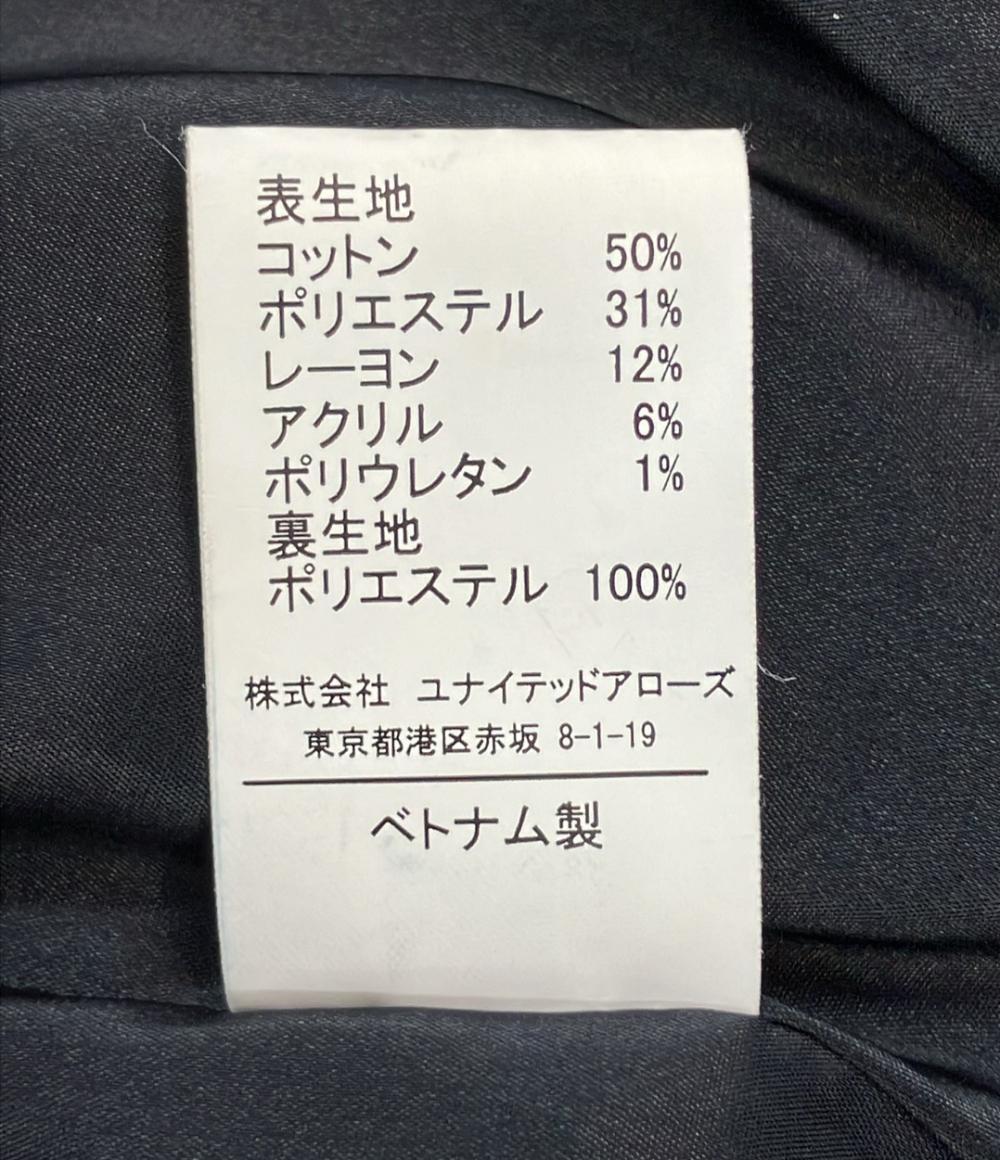 表生地
コットン 50%
ポリエステル 31%
レーヨン 12%
アクリル 6%
ポリウレタン 1%
裏生地
ポリエステル 100%
株式会社 ユナイテッドアローズ
東京都港区赤坂 8-1-19
ベトナム製